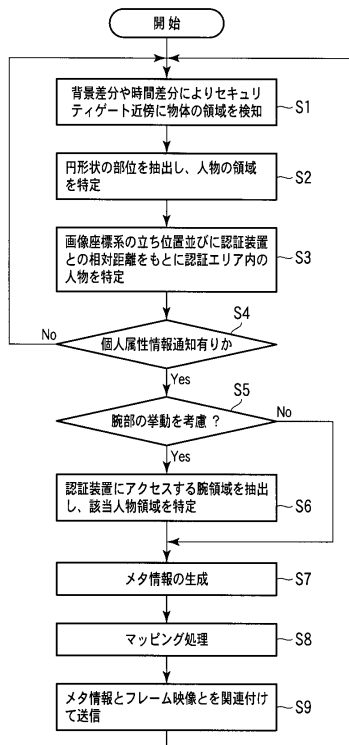 開始
背景差分や時間差分によりセキュリ
ティゲート近傍に物体の領域を検知
S1
円形状の部位を抽出し、人物の領域
を特定
S2
画像座標系の立ち位置並びに認証装置
との相対距離をもとに認証エリア内の
人物を特定
S3
S4
No
個人属性情報通知有りか
Yes
S5
腕部の挙動を考慮?
No
Yes
認証装置にアクセスする腕領域を抽出
し、該当人物領域を特定
S6
メタ情報の生成
S7
マッピング処理
S8
メタ情報とフレーム映像とを関連付け
て送信
S9